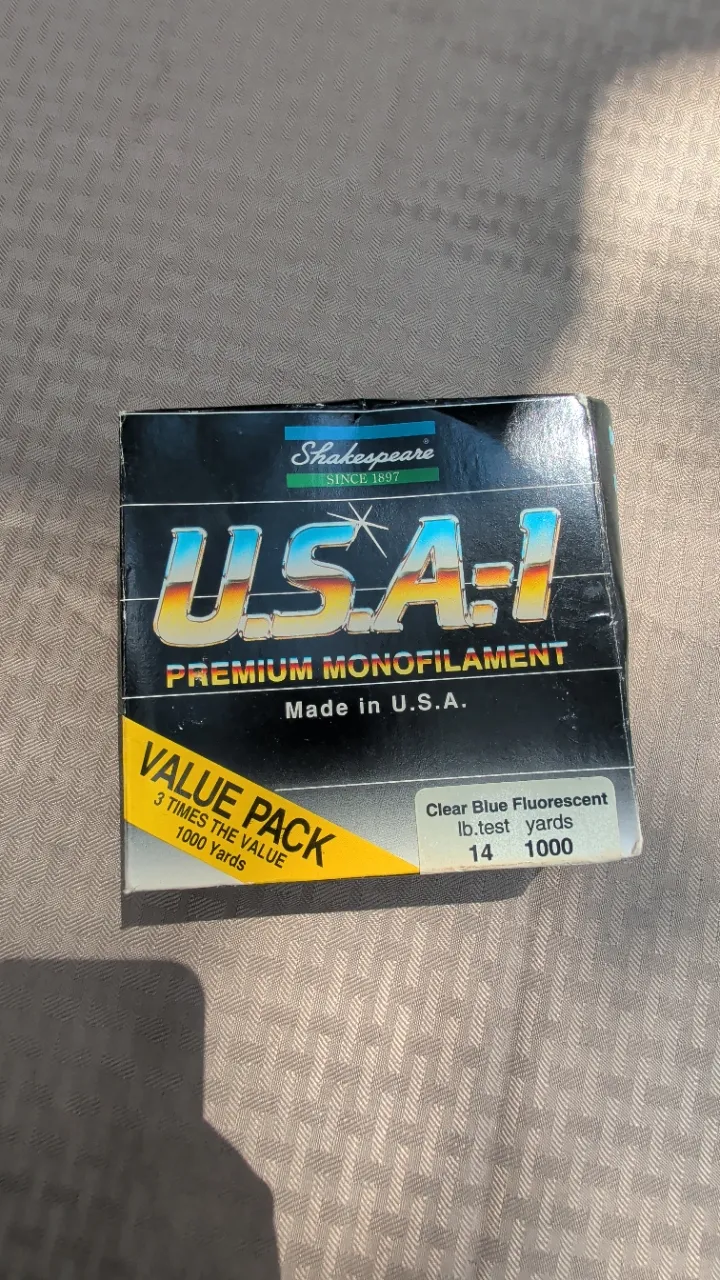 Shakespeare®
SINCE 1897
U.S.A.-1
PREMIUM MONOFILAMENT
Made in U.S.A.
VALUE PACK
3 TIMES THE VALUE
1000 Yards
Clear Blue Fluorescent
lb.test yards
14 1000